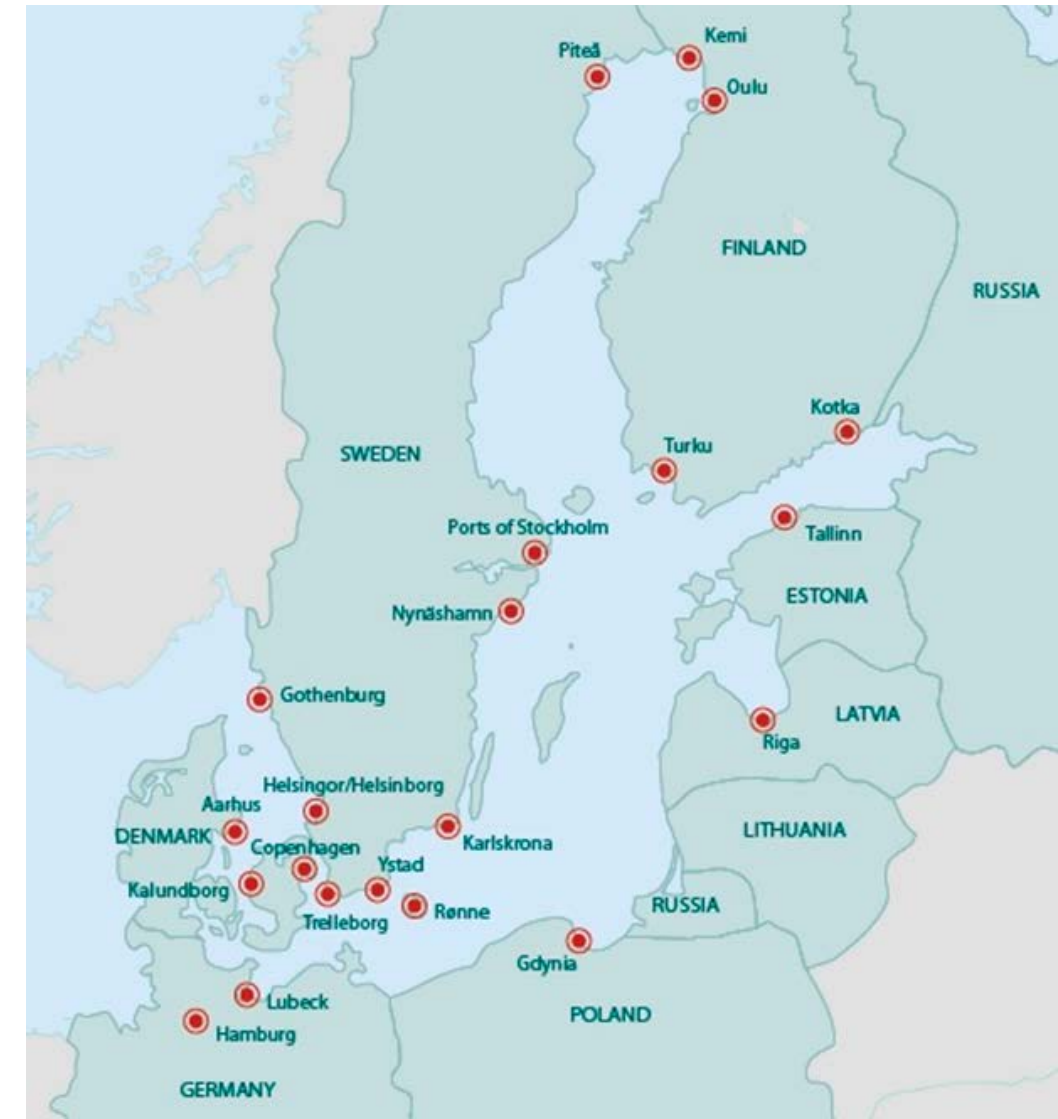 Kemi
Piteå
Oulu
FINLAND
RUSSIA
Kotka
SWEDEN
Turku
Ports of Stockholm
Tallinn
ESTONIA
Nynäshamn
Gothenburg
LATVIA
Riga
Helsingor/Helsinborg
Aarhus
DENMARK
LITHUANIA
Karlskrona
Copenhagen
Ystad
Kalundborg
RUSSIA
Rønne
Trelleborg
Gdynia
Lubeck
POLAND
Hamburg
GERMANY